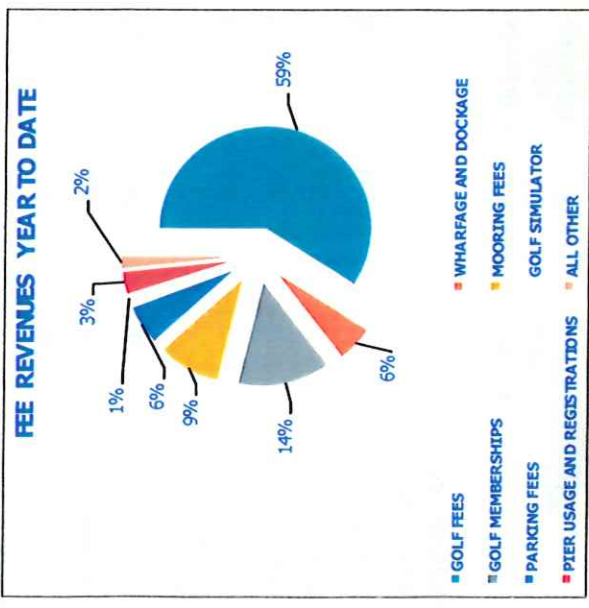 FEE REVENUES YEAR TO DATE
2%
3%
1%
6%
9%
14%
6%
59%
GOLF FEES
WHARFAGE AND DOCKAGE
GOLF MEMBERSHIPS
MOORING FEES
PARKING FEES
GOLF SIMULATOR
PIER USAGE AND REGISTRATIONS
ALL OTHER